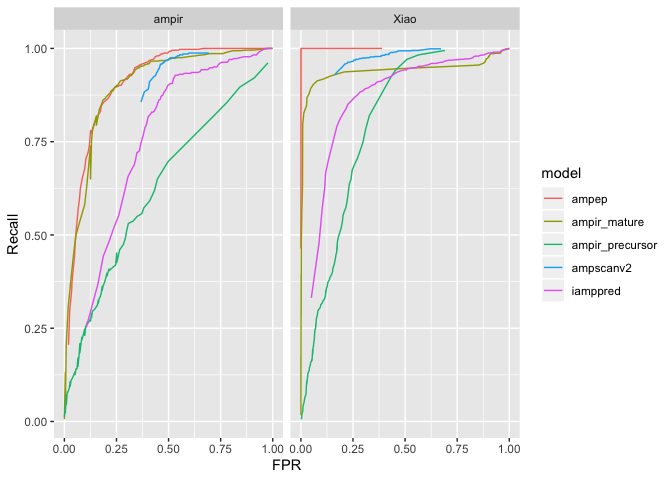 ampir
Xiao
1.00
0.75
0.50
0.25
0.00
Recall
0.00 0.25 0.50 0.75 1.00
0.00 0.25 0.50 0.75 1.00
FPR
model
ampep
ampir_mature
ampir_precursor
ampscanv2
iamppred